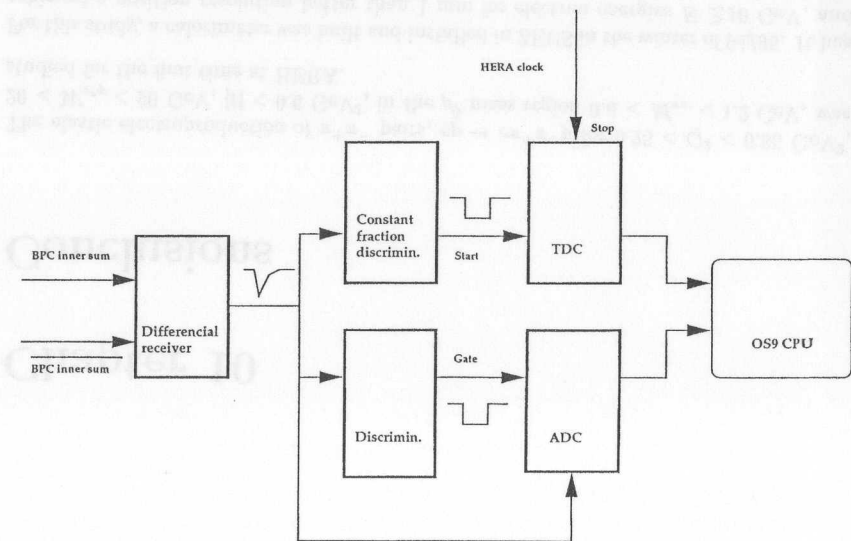 HERA clock
Stop
Constant
fraction
discrimin.
Start
TDC
BPC inner sum
Differencial
receiver
BPC inner sum
OS9 CPU
Gate
Discrimin.
ADC